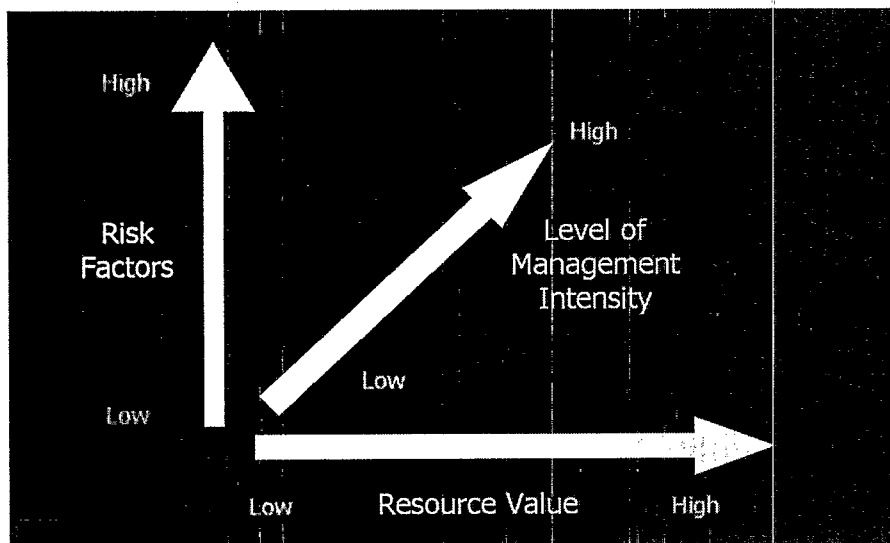 High
High
Risk
Factors
Level of
Management
Intensity
Low
Low
Low
Resource Value
High